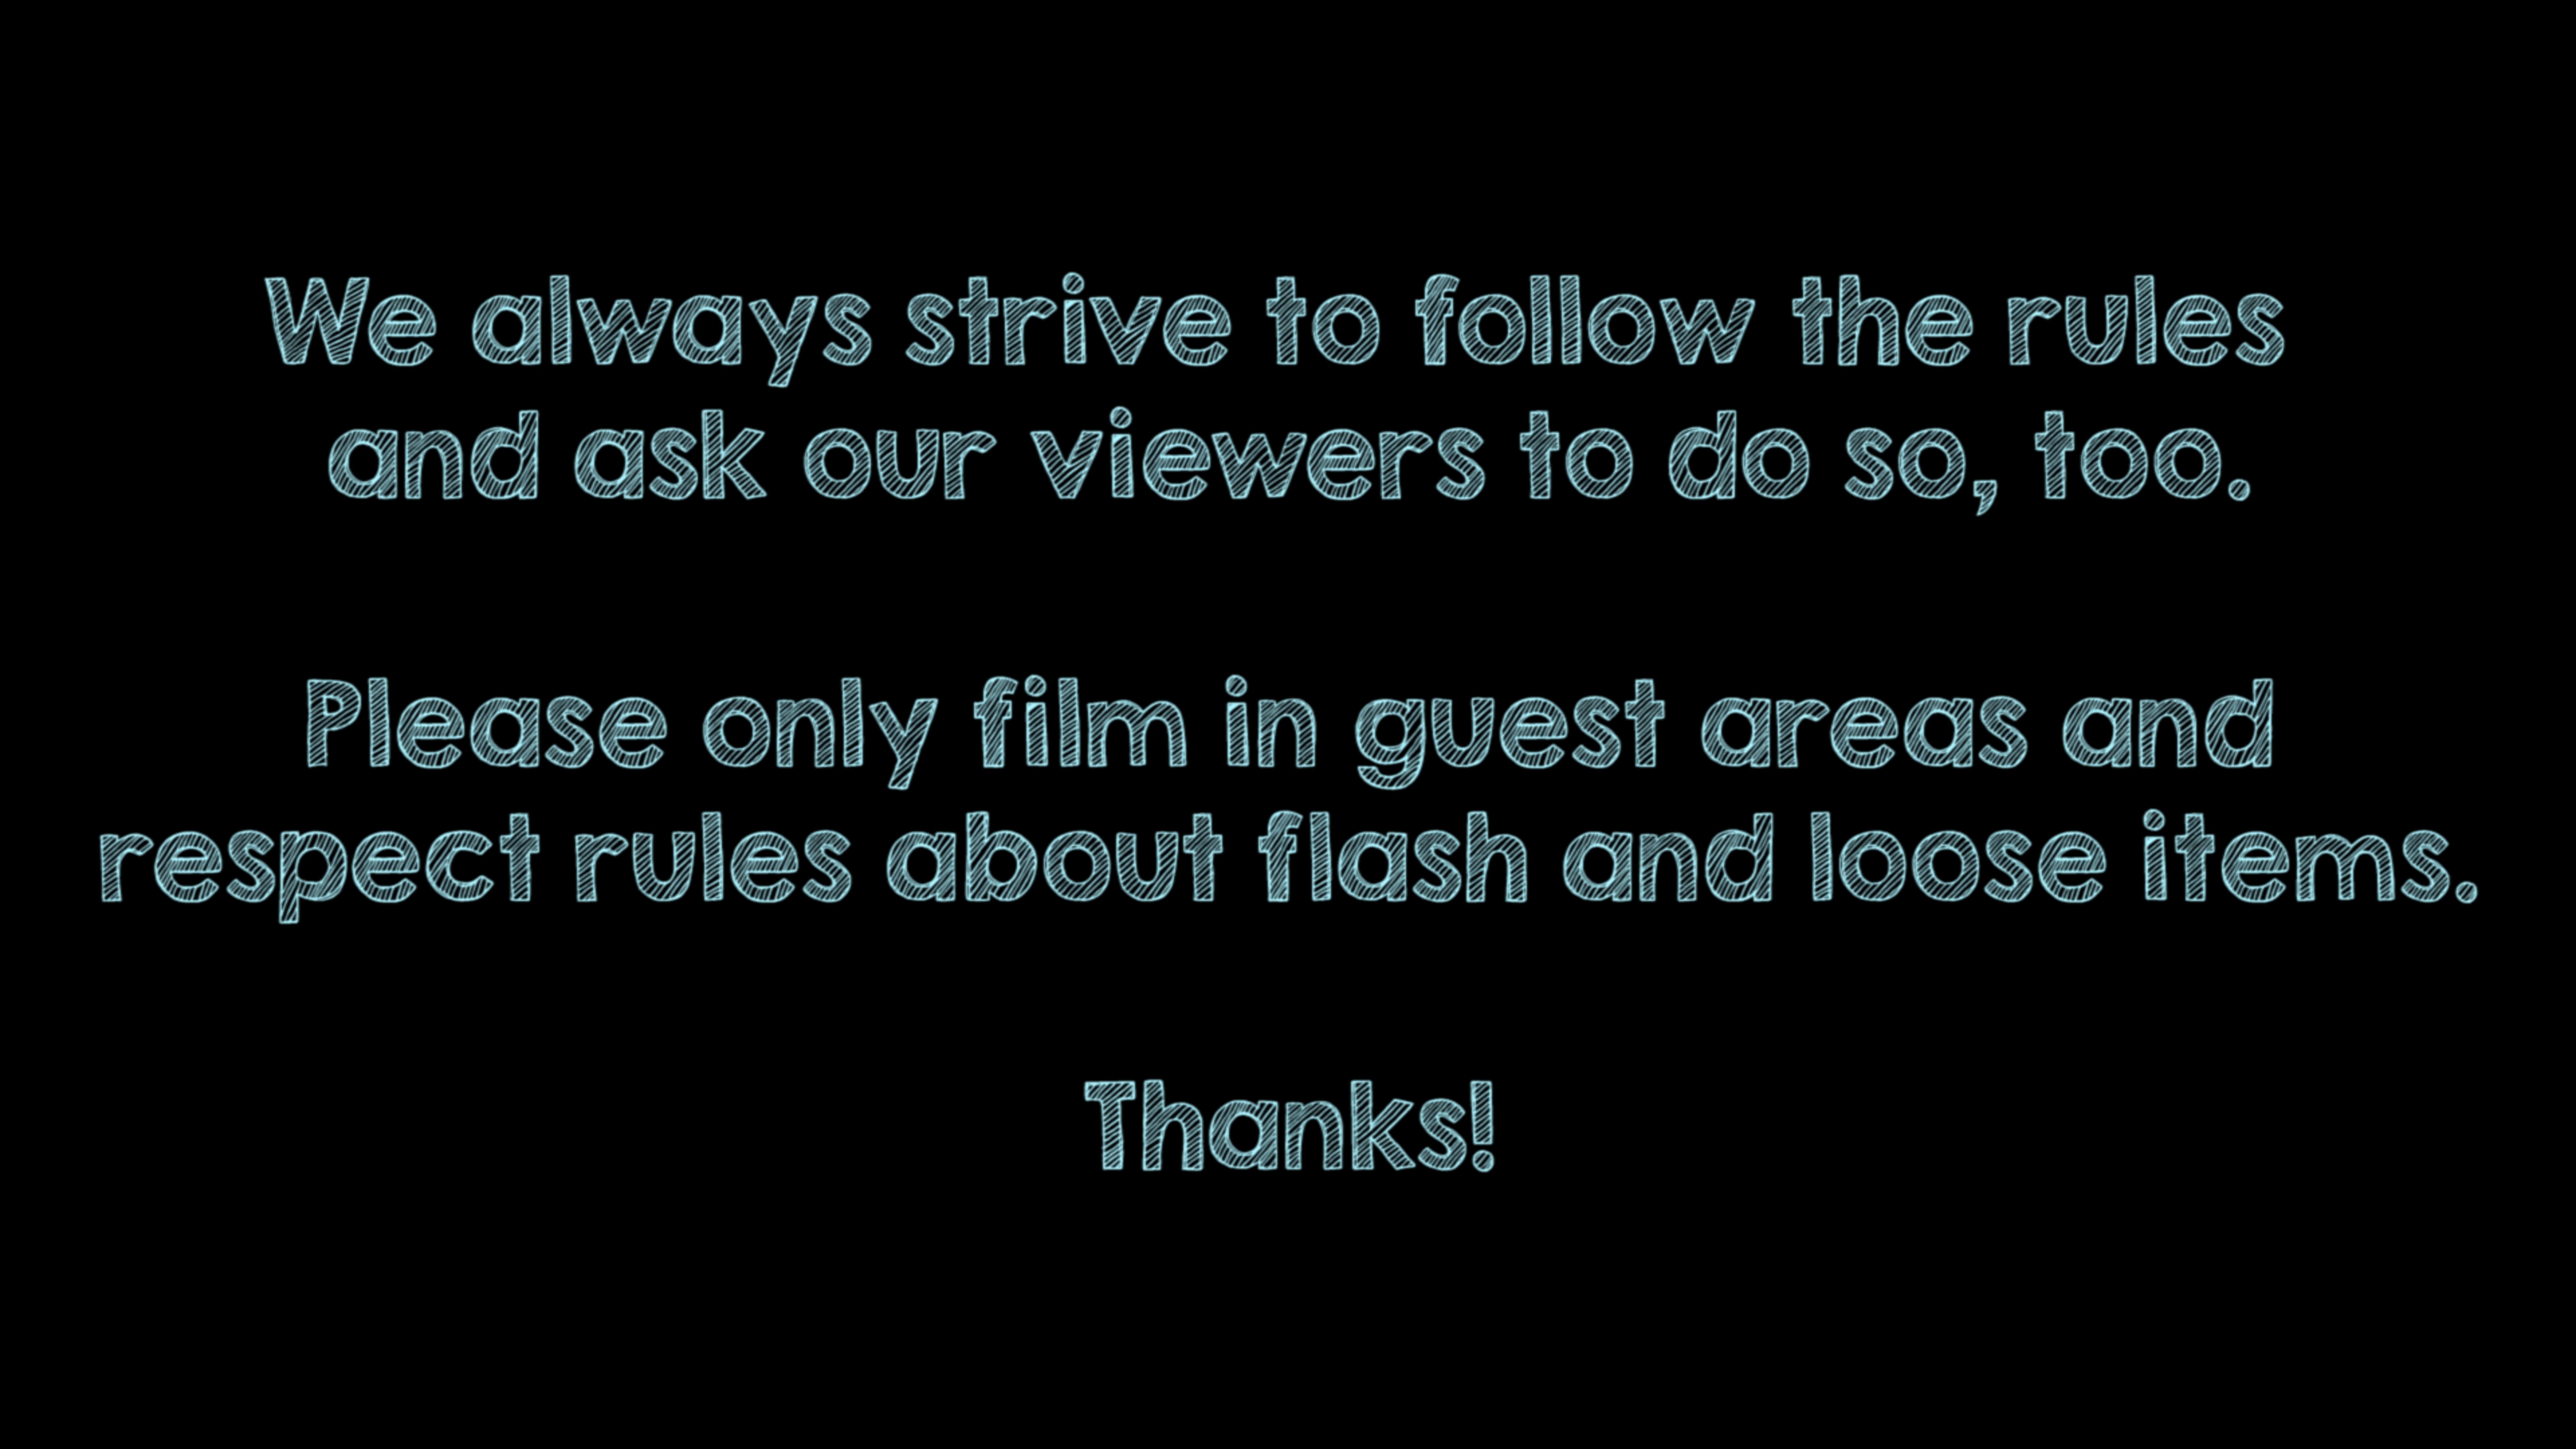 We always strive to follow the rules
and ask our viewers to do so, too.
Please only film in guest areas and
respect rules about flash and loose items.
Thanks!